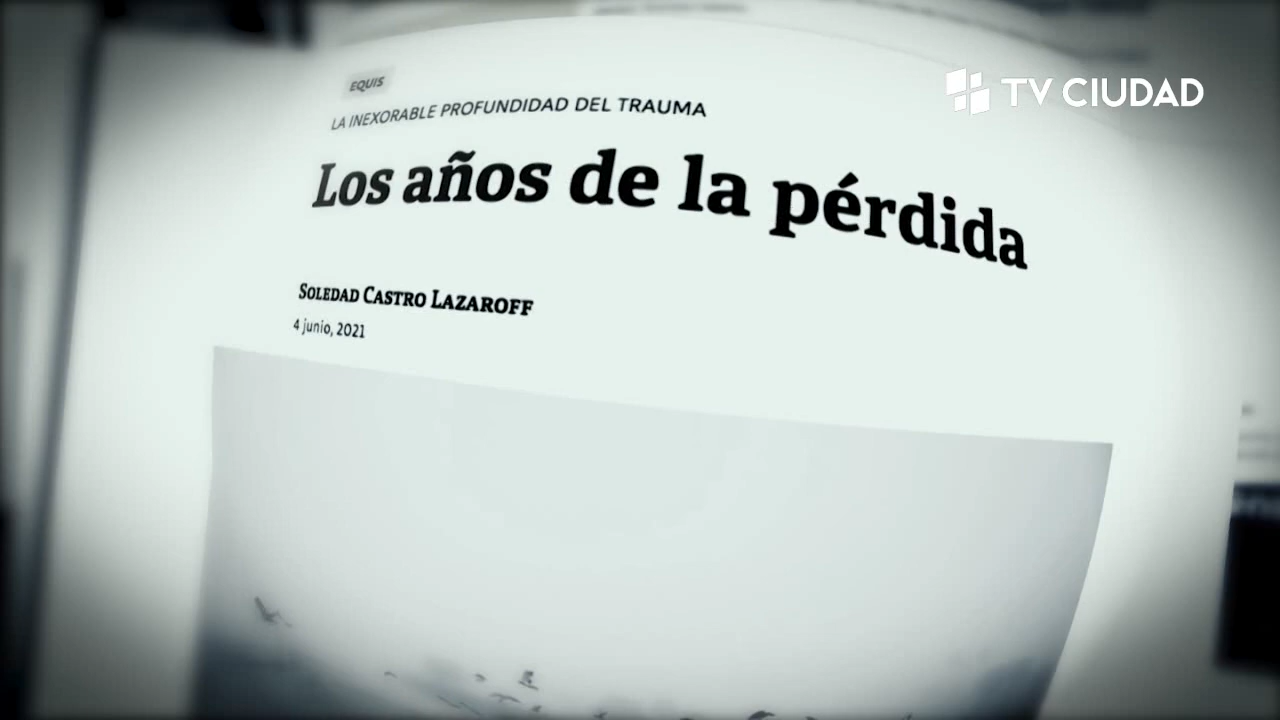 EQUIS
LA INEXORABLE PROFUNDIDAD DEL TRAUMA
Los años de la pérdida
SOLEDAD CASTRO LAZAROFF
4 junio, 2021
TV CIUDAD